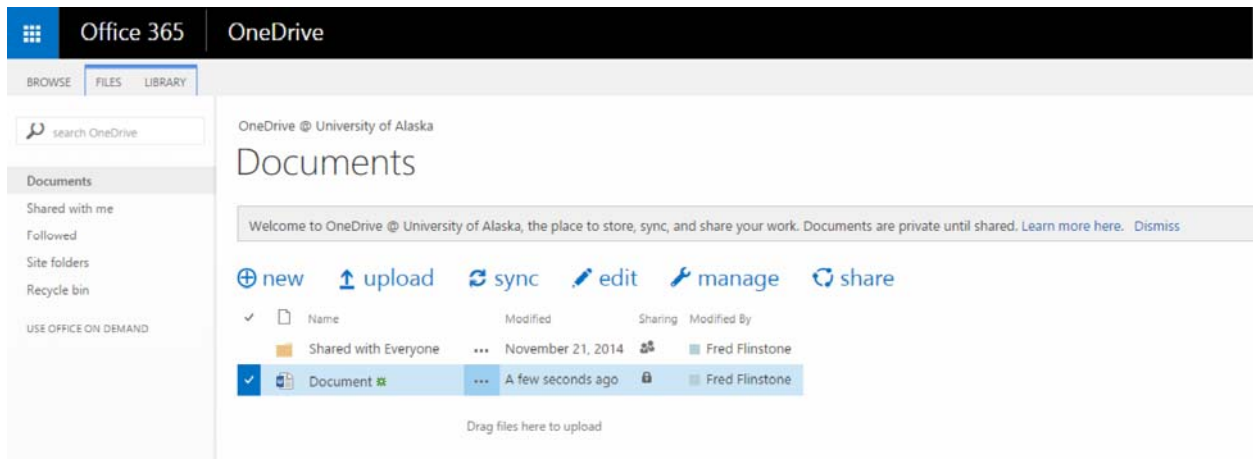 Office 365 OneDrive
BROWSE FILES LIBRARY
search OneDrive
Documents
Shared with me
Followed
Site folders
Recycle bin
USE OFFICE ON DEMAND
OneDrive @ University of Alaska
Documents
Welcome to OneDrive @ University of Alaska, the place to store, sync, and share your work. Documents are private until shared. Learn more here. Dismiss
new upload sync edit manage share
Name Modified Sharing Modified By
Shared with Everyone ... November 21, 2014 Fred Flinstone
Document ... A few seconds ago Fred Flinstone
Drag files here to upload